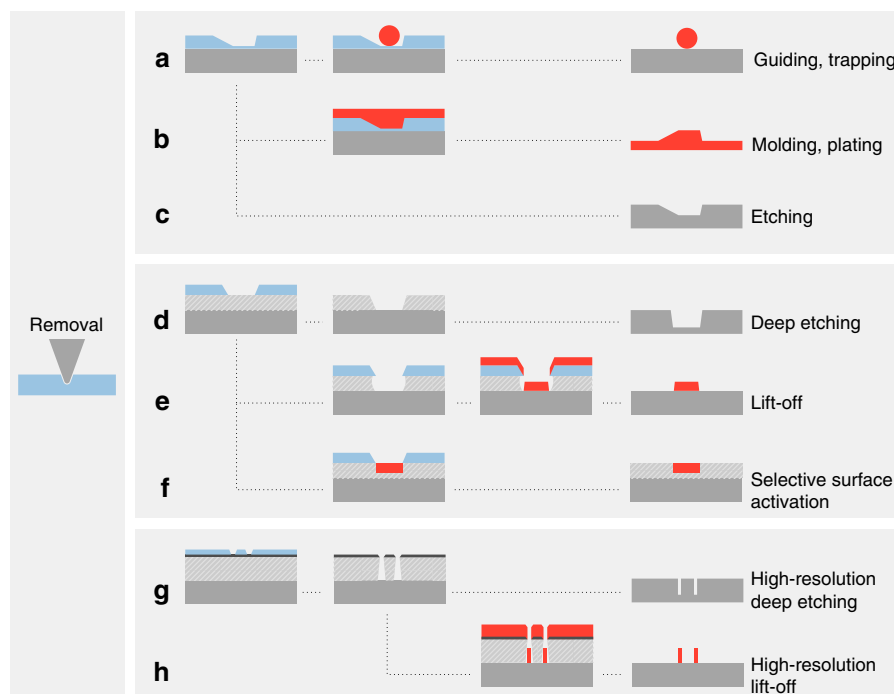 Removal
a
Guiding, trapping
b
Molding, plating
c
Etching
d
Deep etching
e
Lift-off
f
Selective surface
activation
g
High-resolution
deep etching
h
High-resolution
lift-off